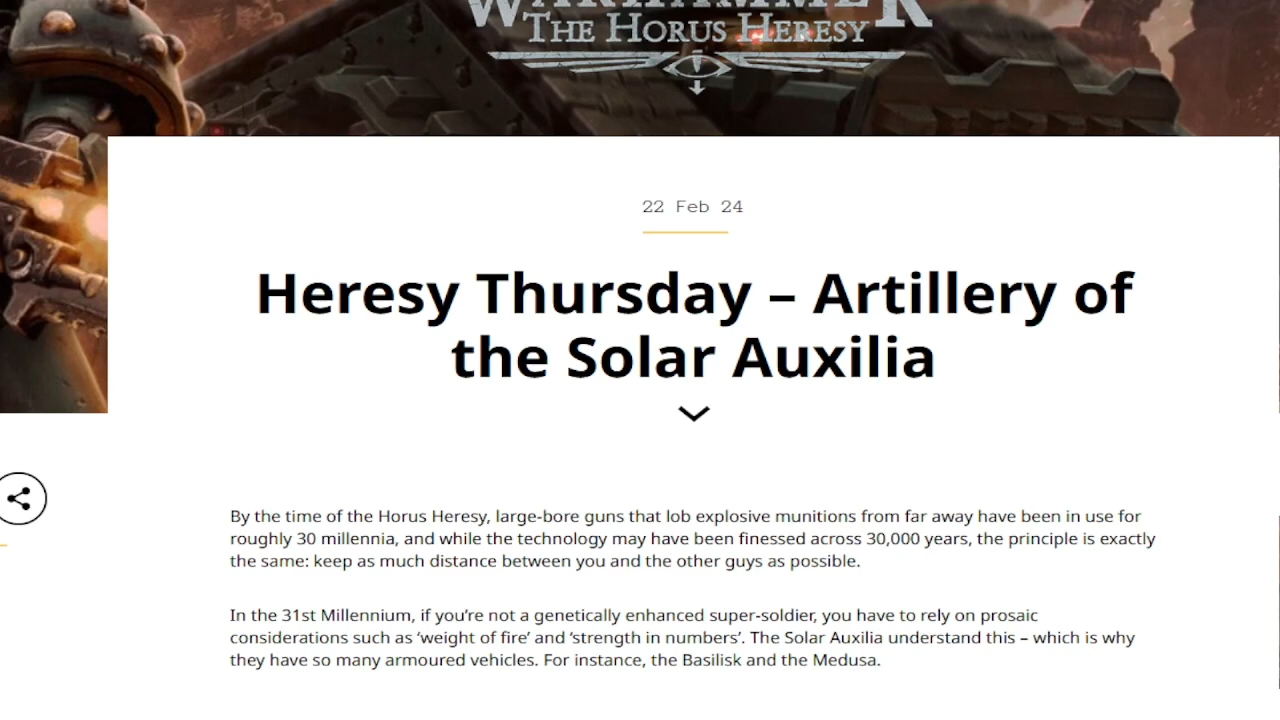 WARHAMMER
THE HORUS HERESY
22 Feb 24
Heresy Thursday – Artillery of
the Solar Auxilia
By the time of the Horus Heresy, large-bore guns that lob explosive munitions from far away have been in use for
roughly 30 millennia, and while the technology may have been finessed across 30,000 years, the principle is exactly
the same: keep as much distance between you and the other guys as possible.
In the 31st Millennium, if you’re not a genetically enhanced super-soldier, you have to rely on prosaic
considerations such as ‘weight of fire’ and ‘strength in numbers’. The Solar Auxilia understand this – which is why
they have so many armoured vehicles. For instance, the Basilisk and the Medusa.